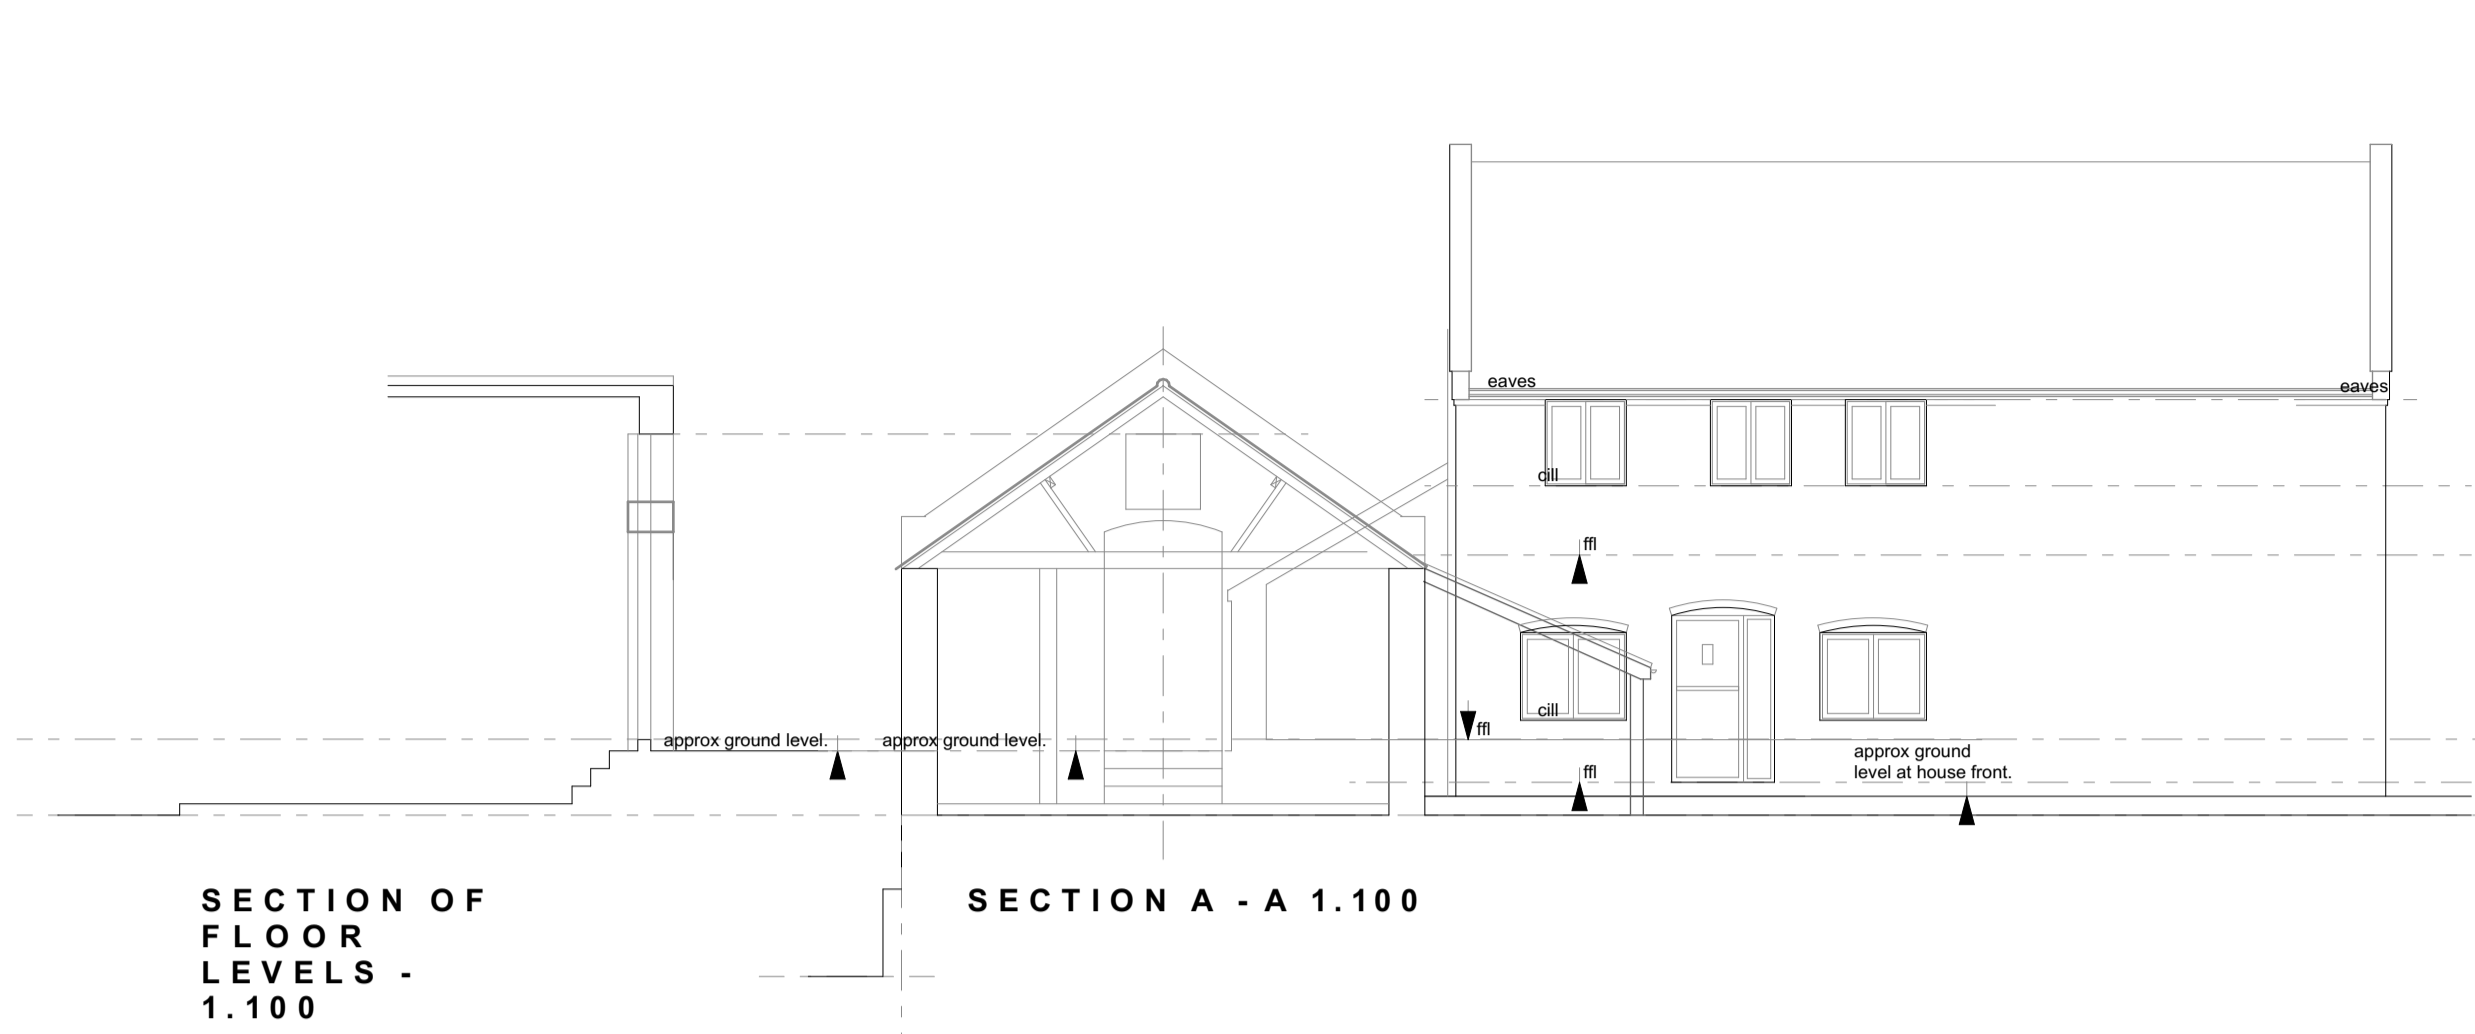 eaves
eaves
cill
ffl
cill
ffl
approx ground level.
approx ground level.
approx ground
level at house front.
ffl
SECTION OF
FLOOR
LEVELS -
1.100
SECTION A - A 1.100